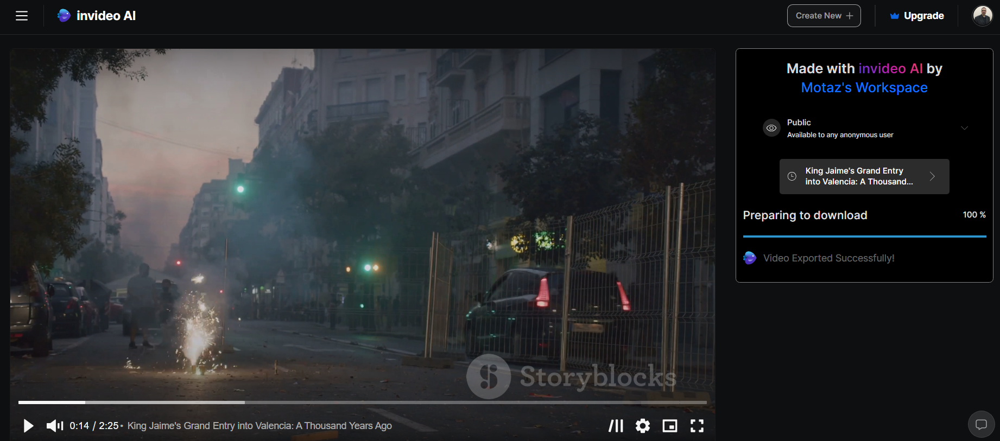 invideo AI
Create New
Upgrade
Made with invideo AI by
Motaz's Workspace
Public
Available to any anonymous user
King Jaime's Grand Entry
into Valencia: A Thousand...
Preparing to download
100 %
Video Exported Successfully!
Storyblocks
0:14 / 2:25 • King Jaime's Grand Entry into Valencia: A Thousand Years Ago